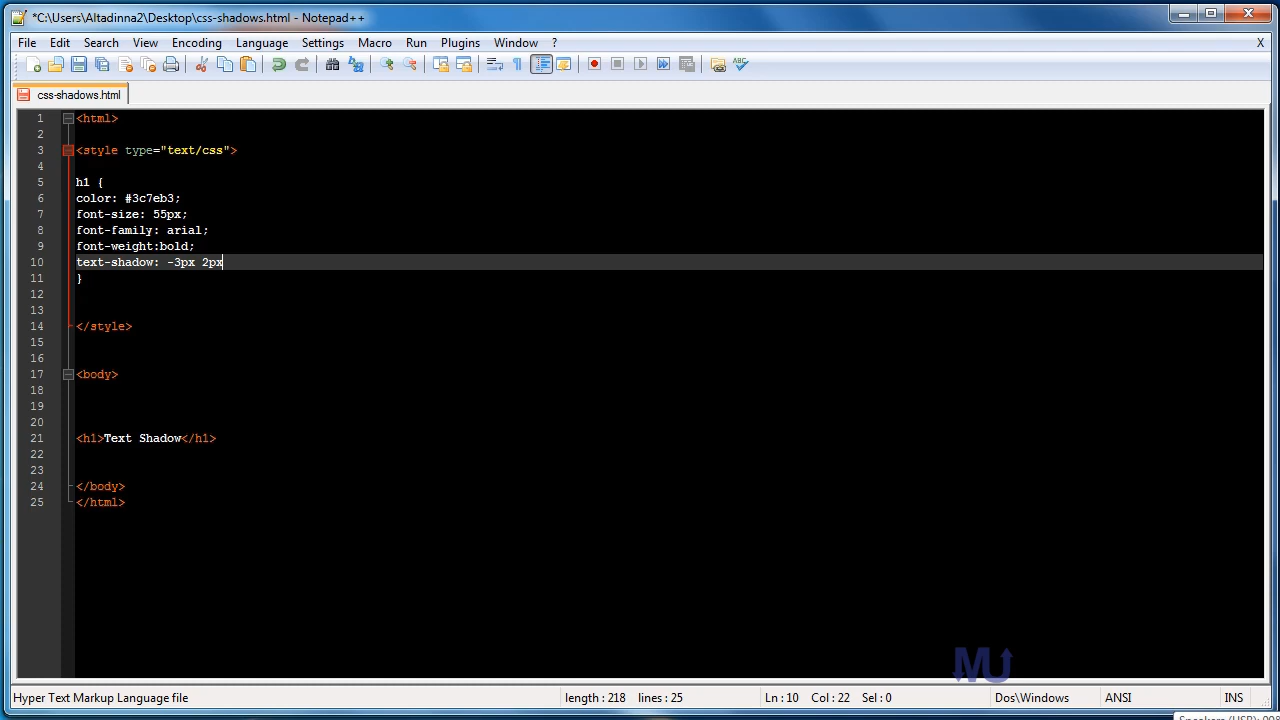 *C:\Users\Altadinna2\Desktop\css-shadows.html - Notepad++
File Edit Search View Encoding Language Settings Macro Run Plugins Window ? X
css-shadows.html
1 <html>
2
3 <style type="text/css">
4
5 h1 {
6 color: #3c7eb3;
7 font-size: 55px;
8 font-family: arial;
9 font-weight:bold;
10 text-shadow: -3px 2px
11 }
12
13
14 </style>
15
16
17 <body>
18
19
20
21 <h1>Text Shadow</h1>
22
23
24 </body>
25 </html>
MU
Hyper Text Markup Language file length : 218 lines : 25 Ln : 10 Col : 22 Sel : 0 Dos\Windows ANSI INS